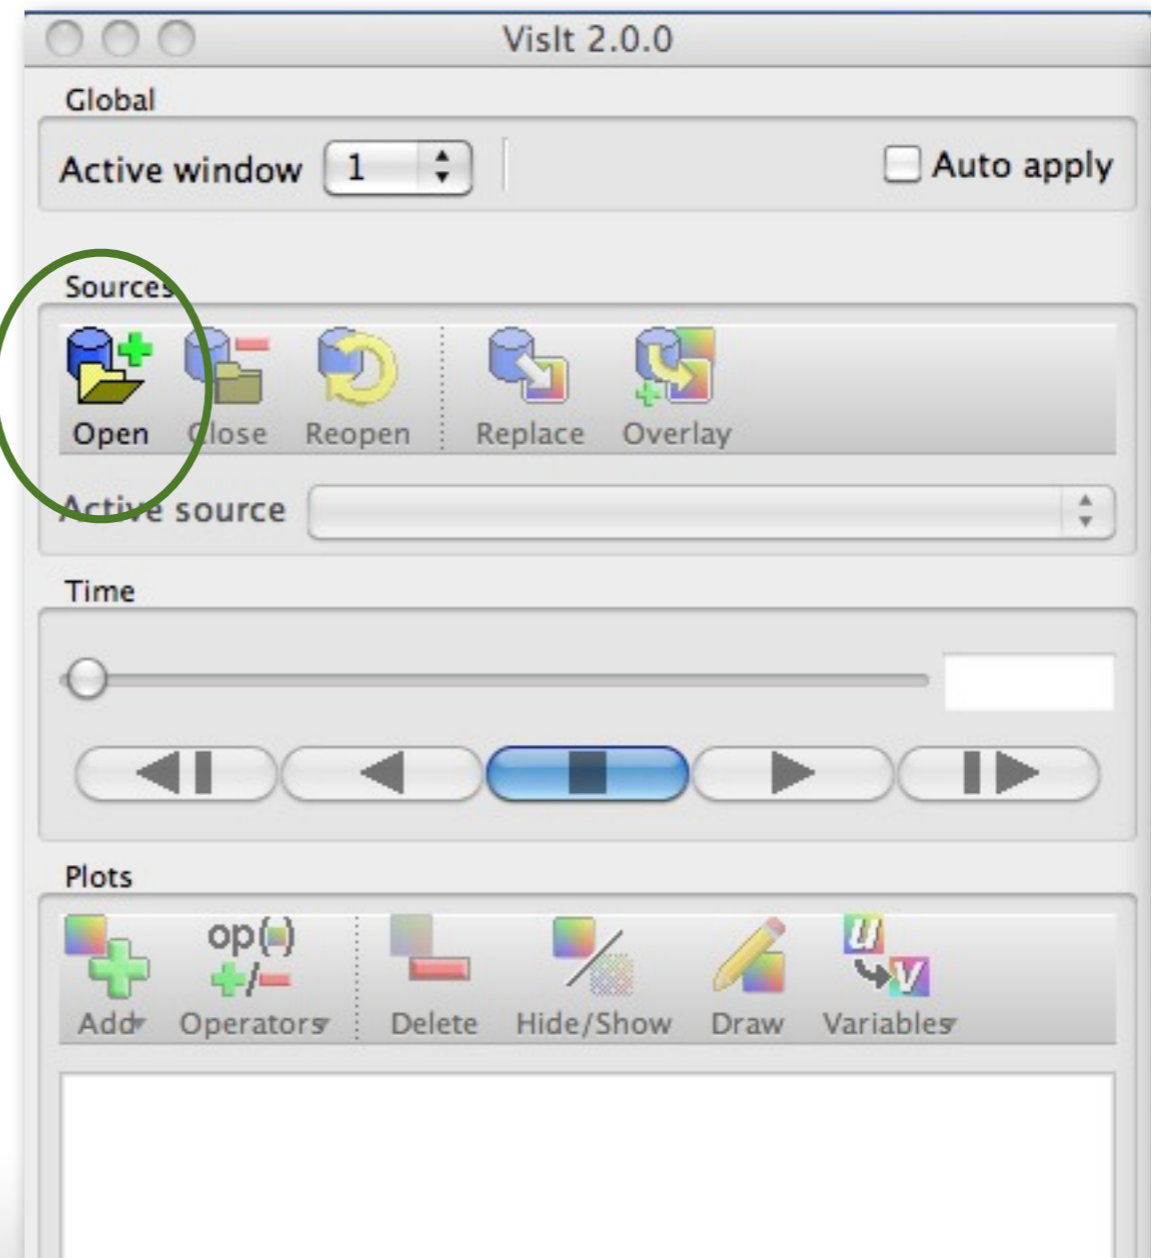 VisIt 2.0.0
Global
Active window 1 Auto apply
Sources
Open Close Reopen Replace Overlay
Active source
Time
Plots
op( )
+/-
u
v
Add Operators Delete Hide/Show Draw Variables